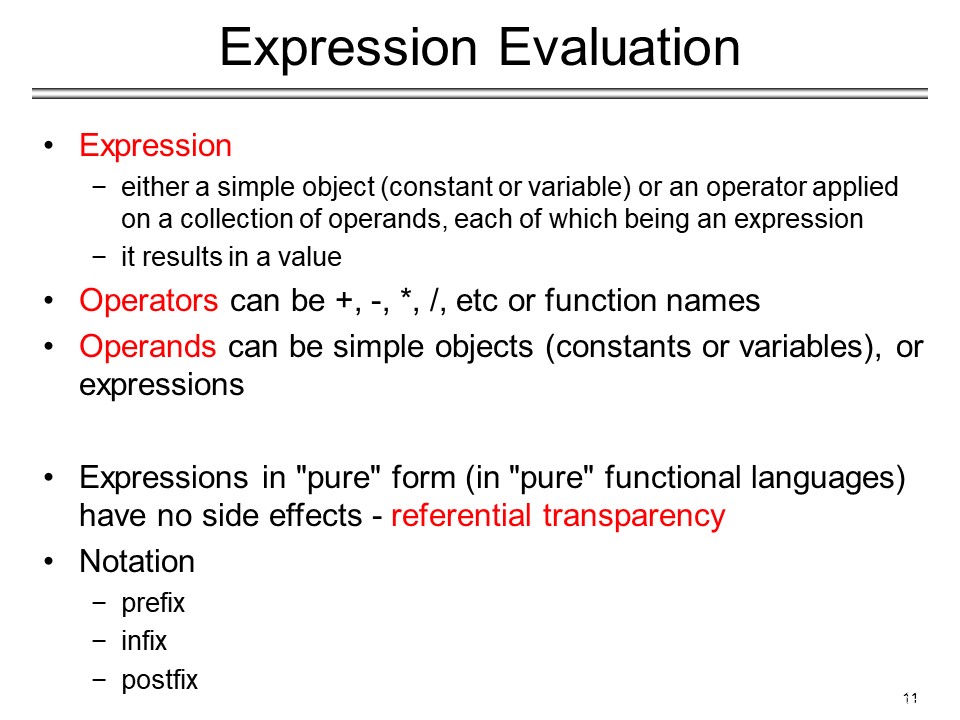 Expression Evaluation
• Expression
− either a simple object (constant or variable) or an operator applied
on a collection of operands, each of which being an expression
− it results in a value
• Operators can be +, -, *, /, etc or function names
• Operands can be simple objects (constants or variables), or
expressions
• Expressions in "pure" form (in "pure" functional languages)
have no side effects - referential transparency
• Notation
− prefix
− infix
− postfix
11